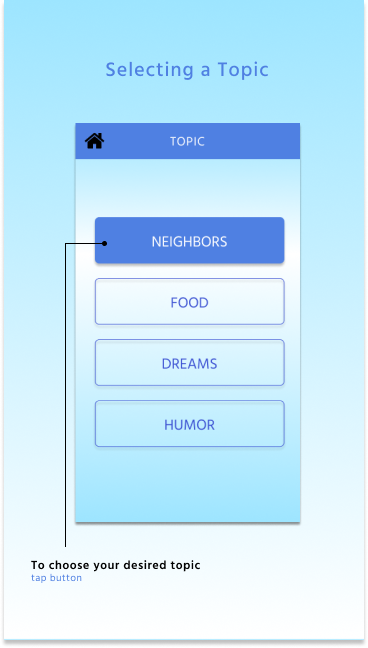 Selecting a Topic
TOPIC
NEIGHBORS
FOOD
DREAMS
HUMOR
To choose your desired topic
tap button